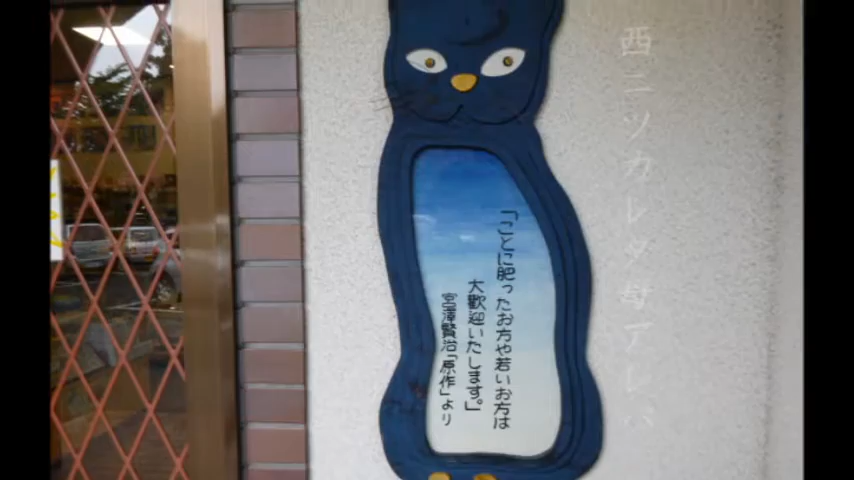 西ニツカレタ母アレバ
「ことに肥ったお方や若いお方は
大歡迎いたします。」
宮澤賢治「原作」より